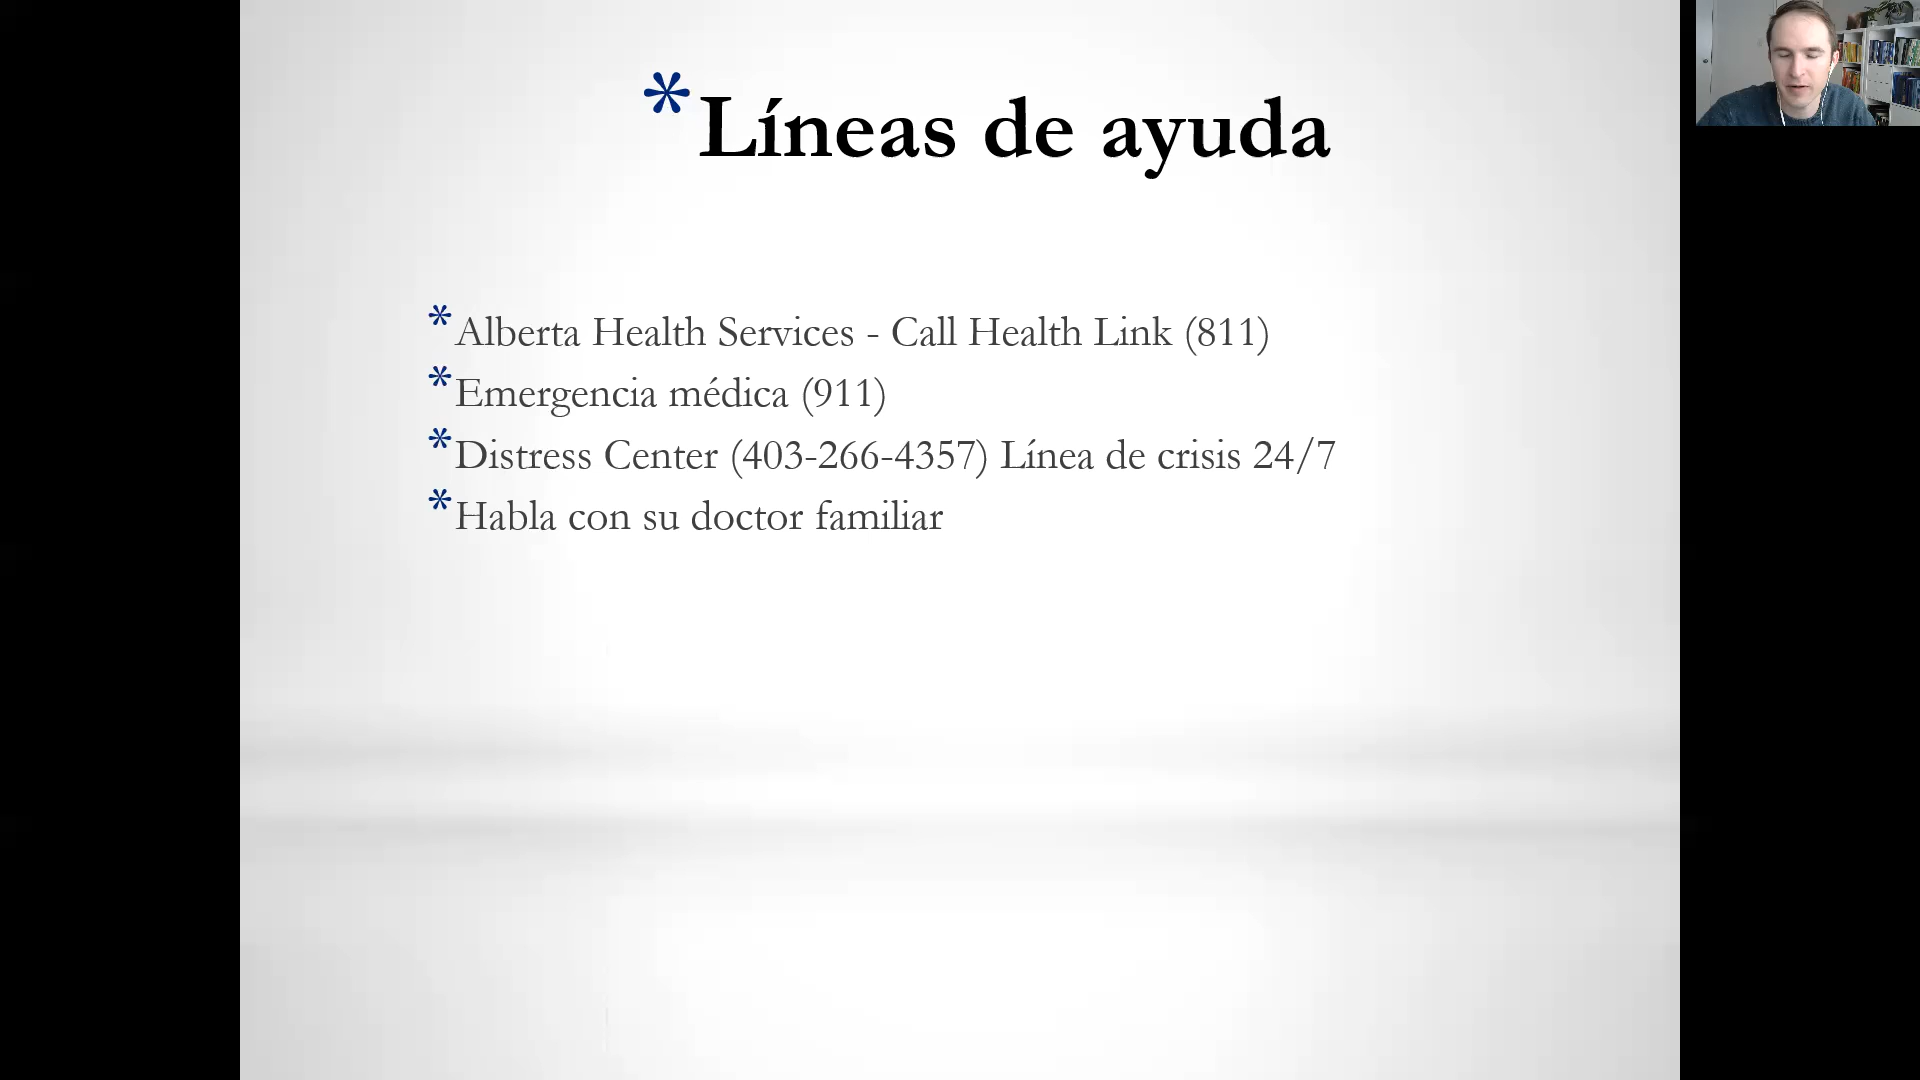 *Líneas de ayuda
*Alberta Health Services - Call Health Link (811)
*Emergencia médica (911)
*Distress Center (403-266-4357) Línea de crisis 24/7
*Habla con su doctor familiar